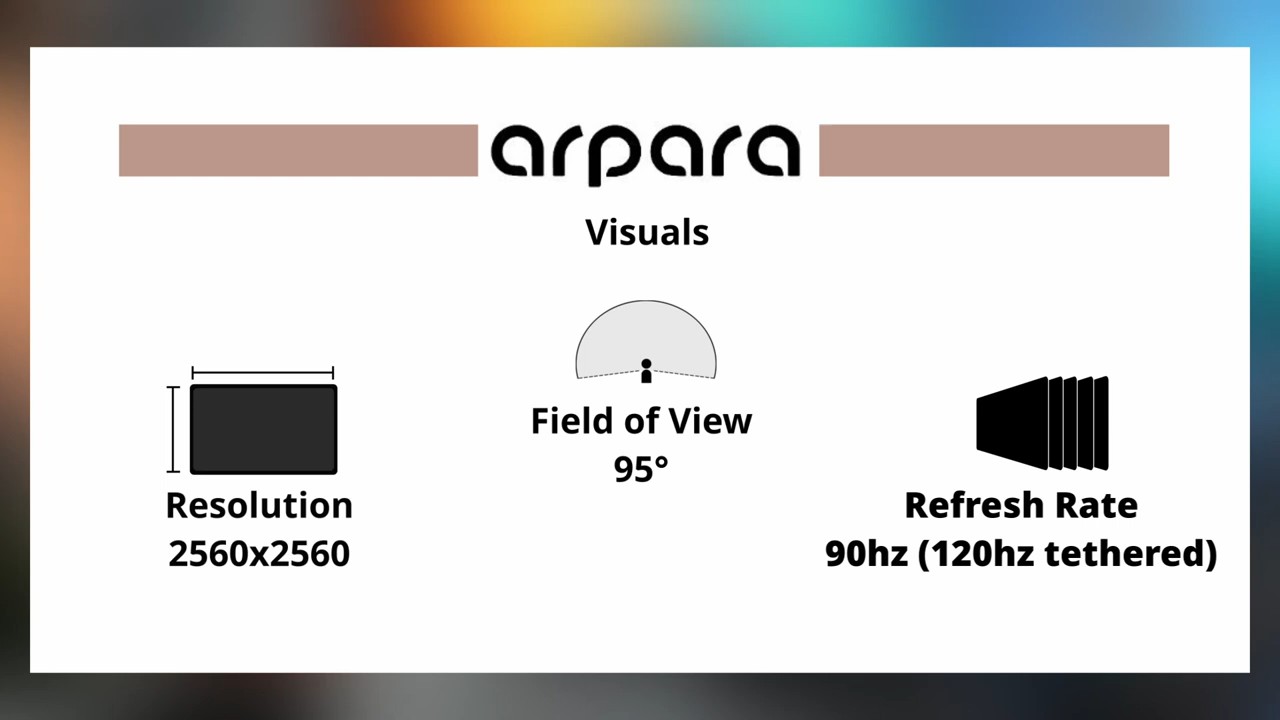 arpara
Visuals
Field of View
95°
Resolution
2560x2560
Refresh Rate
90hz (120hz tethered)